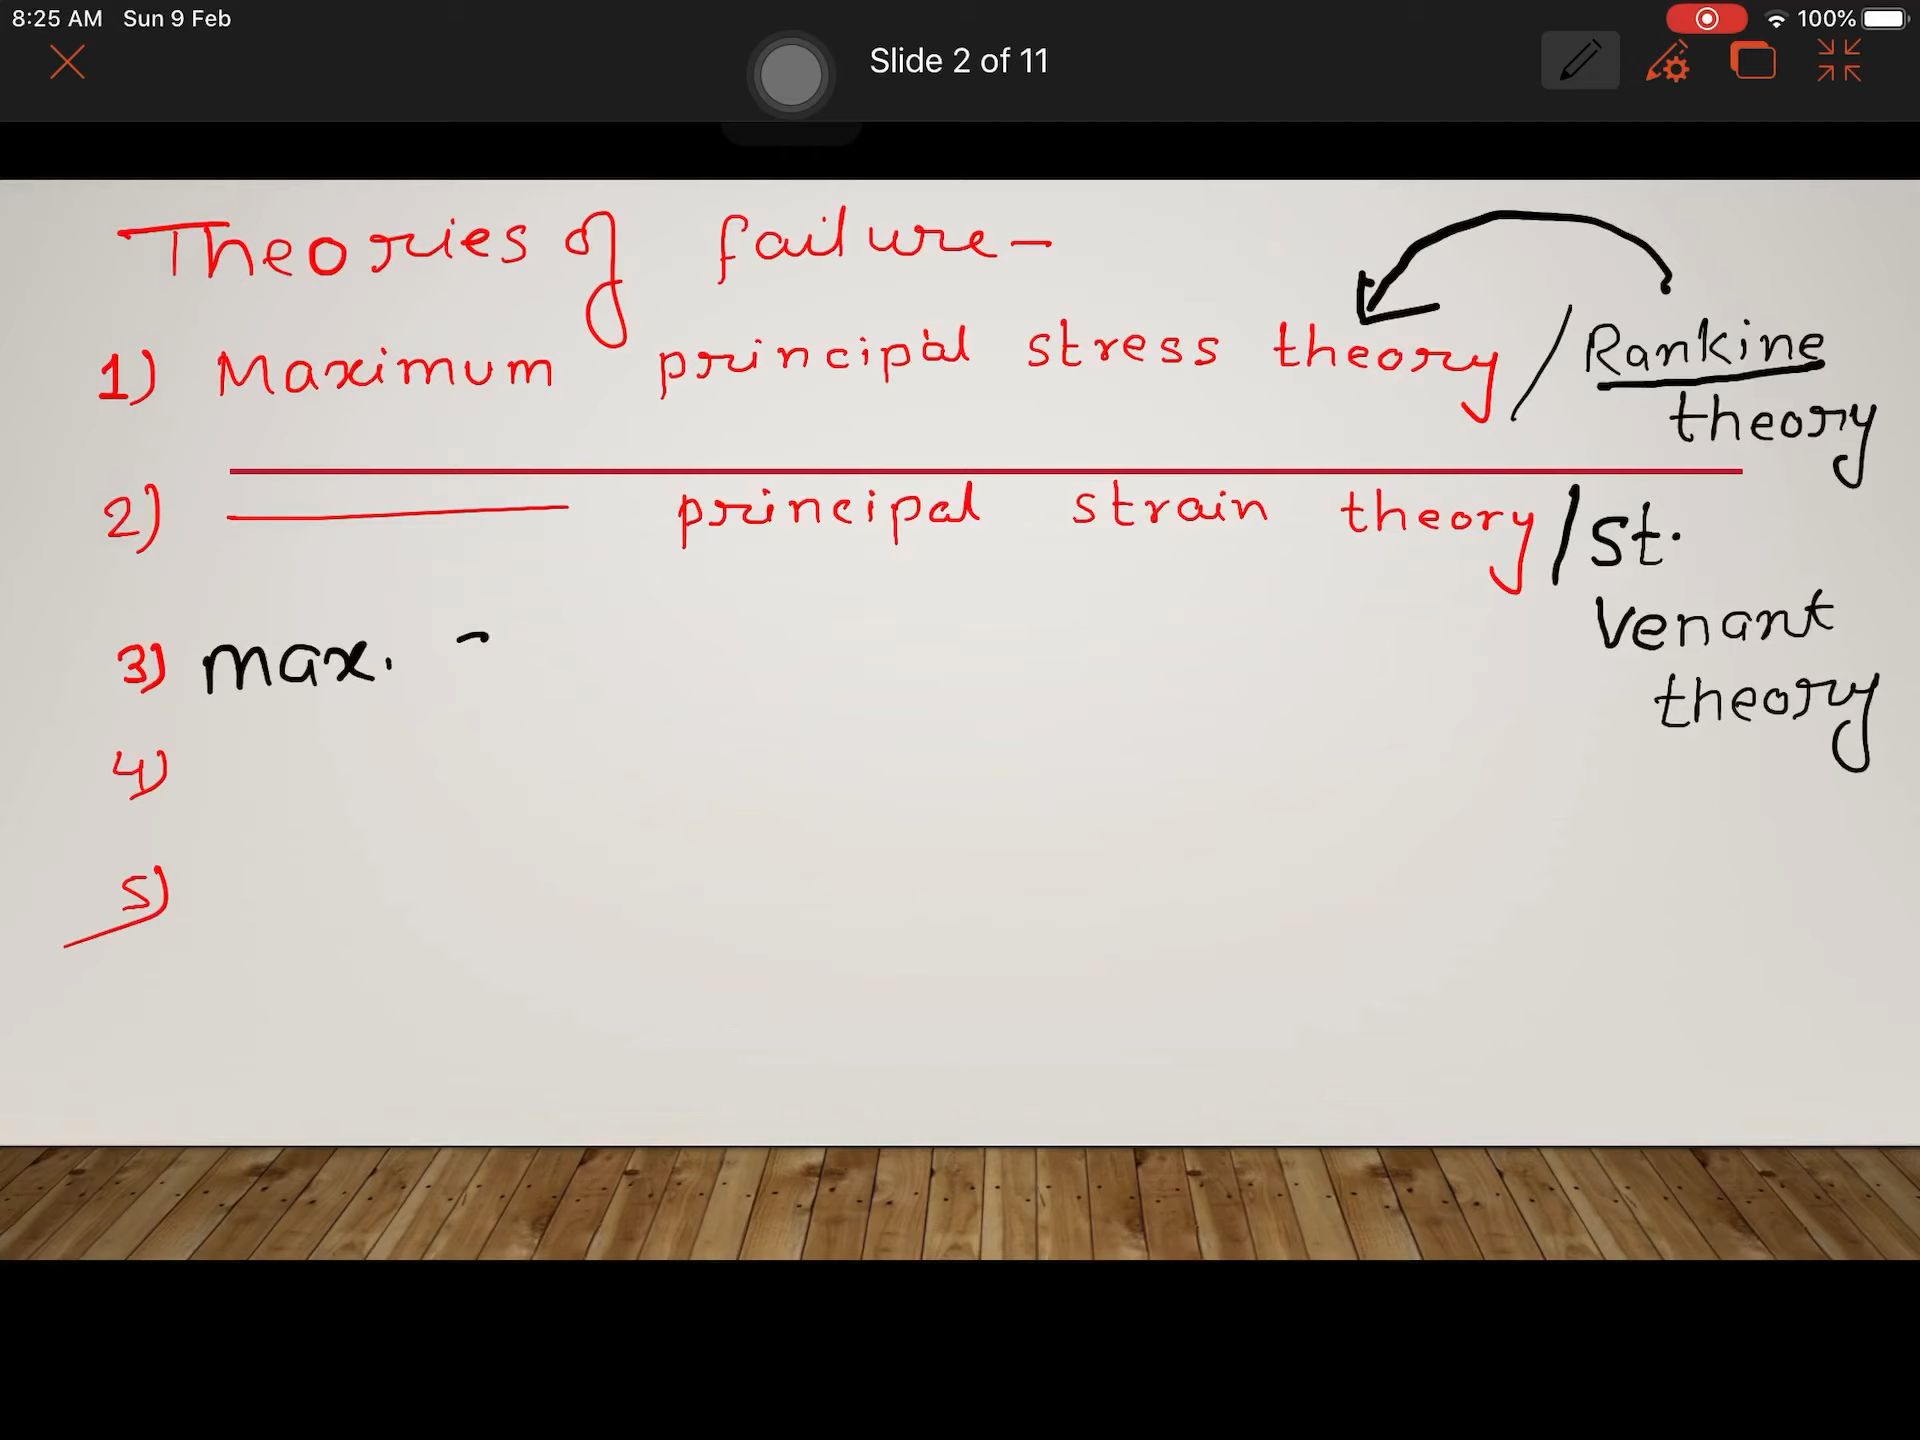 8:25 AM Sun 9 Feb
100%
Slide 2 of 11
Theories of failure-
1) Maximum principal stress theory / Rankine
theory
2) principal strain theory / St.
Venant
theory
3) max.
4)
5)